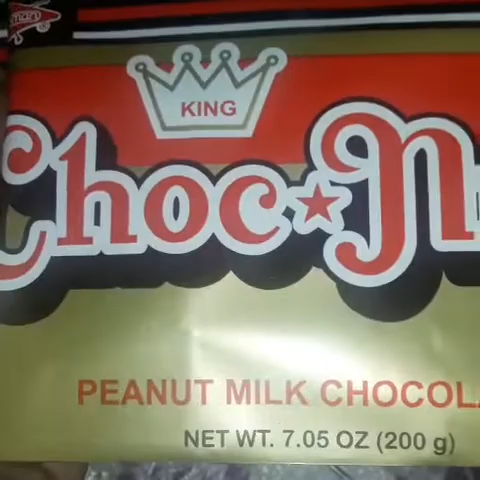 KING
Choc★N
PEANUT MILK CHOCOLA
NET WT. 7.05 OZ (200 g)